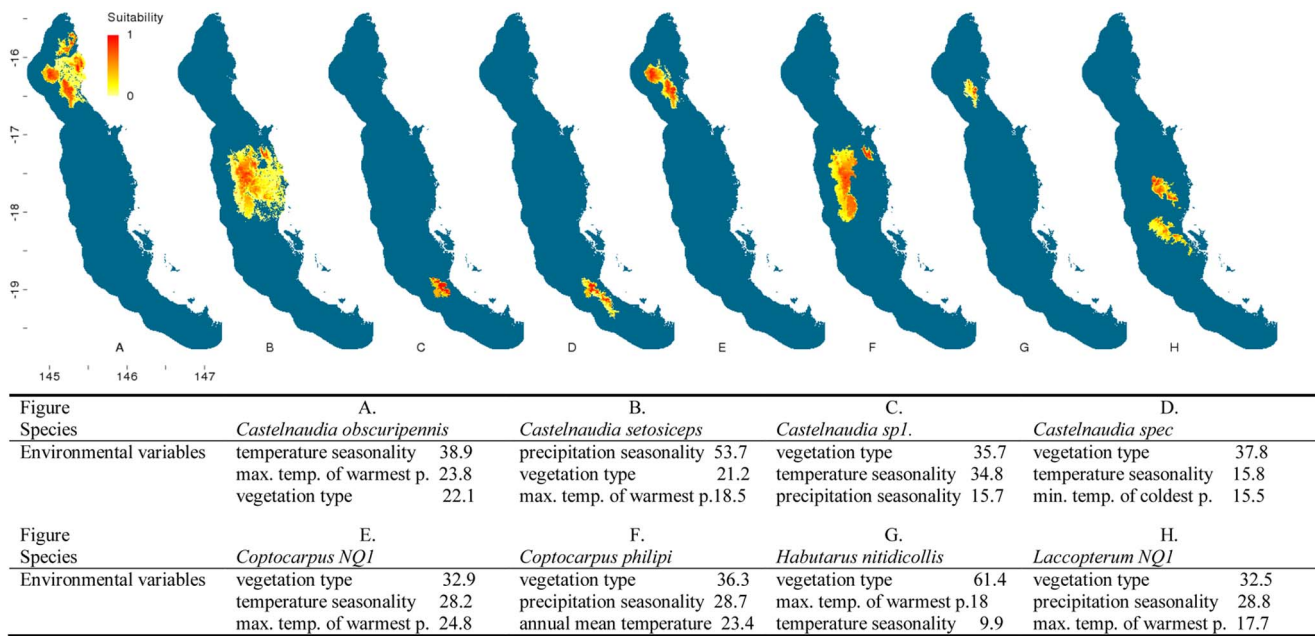 Suitability
1
0
-16
-17
-18
-19
A B C D E F G H
145 146 147
Figure A. B. C. D.
Species Castelnaudia obscuripennis Castelnaudia setosiceps Castelnaudia sp1. Castelnaudia spec
Environmental variables temperature seasonality 38.9 precipitation seasonality 53.7 vegetation type 35.7 vegetation type 37.8
max. temp. of warmest p. 23.8 vegetation type 21.2 temperature seasonality 34.8 temperature seasonality 15.8
vegetation type 22.1 max. temp. of warmest p.18.5 precipitation seasonality 15.7 min. temp. of coldest p. 15.5
Figure E. F. G. H.
Species Coptocarpus NQ1 Coptocarpus philipi Habutarus nitidicollis Laccopterum NQ1
Environmental variables vegetation type 32.9 vegetation type 36.3 vegetation type 61.4 vegetation type 32.5
temperature seasonality 28.2 precipitation seasonality 28.7 max. temp. of warmest p.18 precipitation seasonality 28.8
max. temp. of warmest p. 24.8 annual mean temperature 23.4 temperature seasonality 9.9 max. temp. of warmest p. 17.7